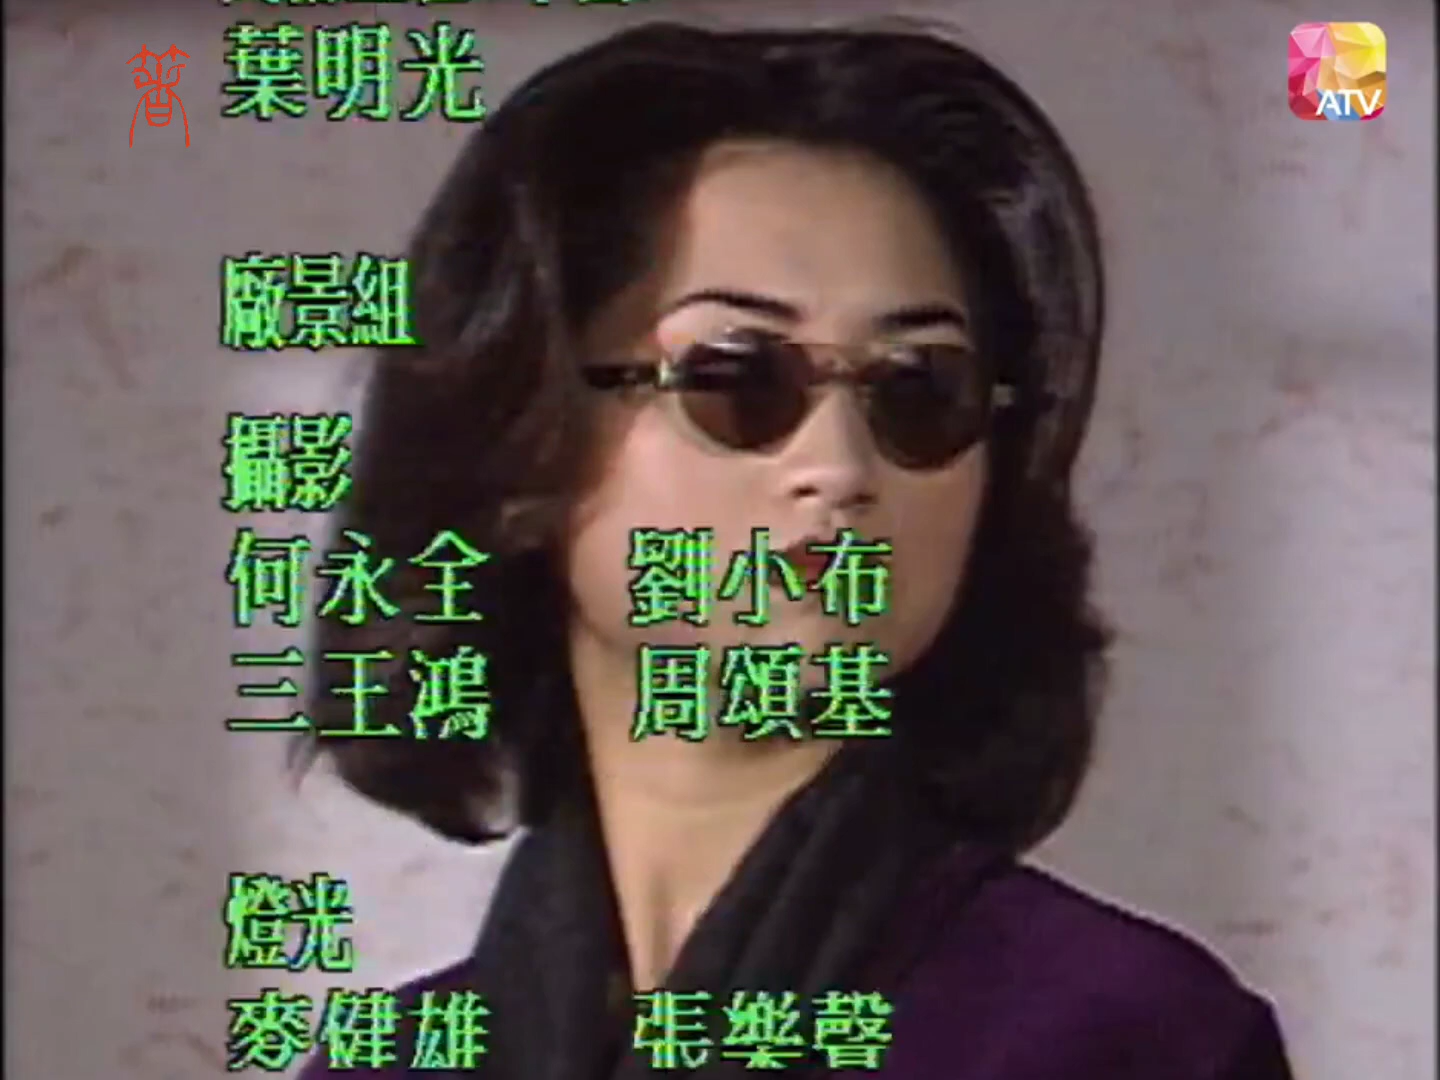 葉明光
ATV
廠景組
攝影
何永全 劉小布
三王鴻 周頌基
燈光
麥健雄 張樂聲